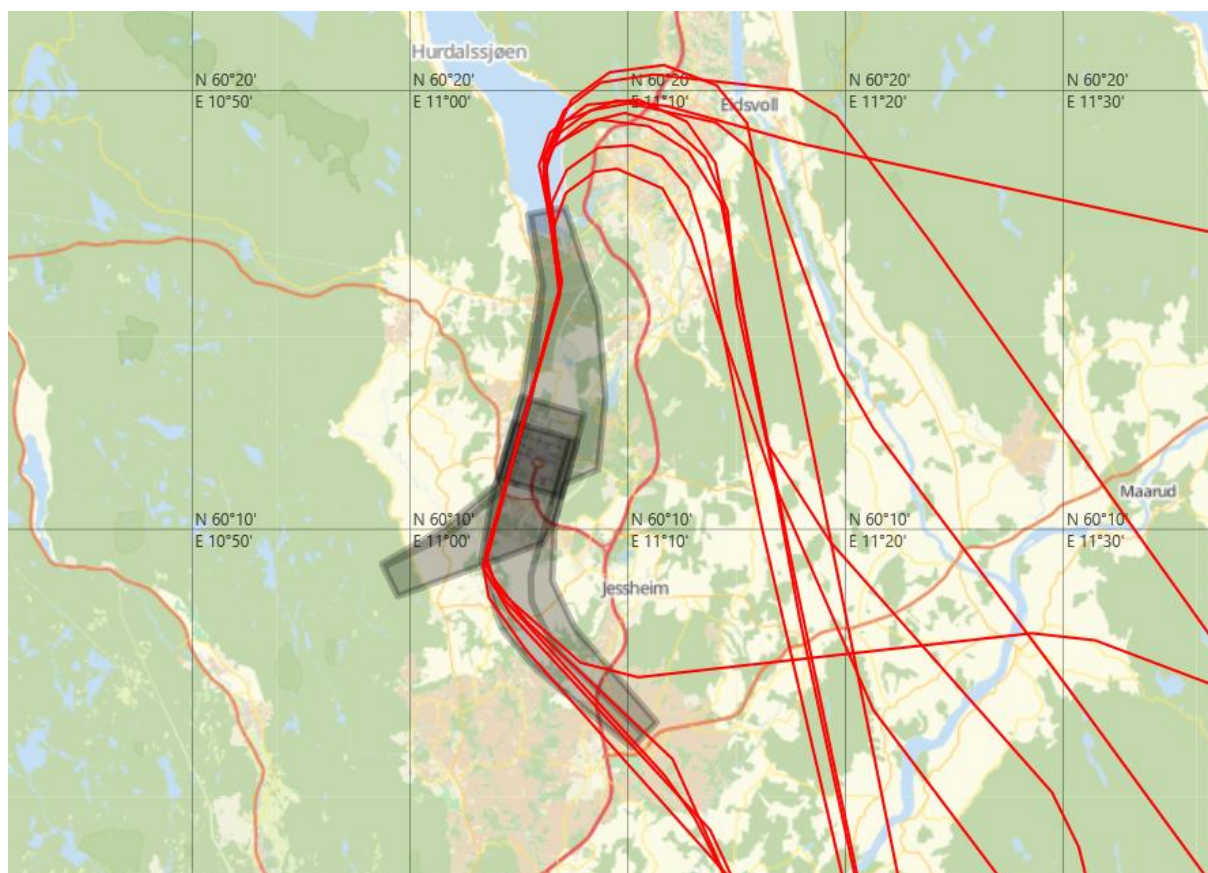 Hurdalssjøen
N 60°20'
E 10°50'
N 60°20'
E 11°00'
N 60°20'
E 11°10'
Eidsvoll
N 60°20'
E 11°20'
N 60°20'
E 11°30'
Maarud
N 60°10'
E 10°50'
N 60°10'
E 11°00'
N 60°10'
E 11°10'
N 60°10'
E 11°20'
N 60°10'
E 11°30'
Jessheim